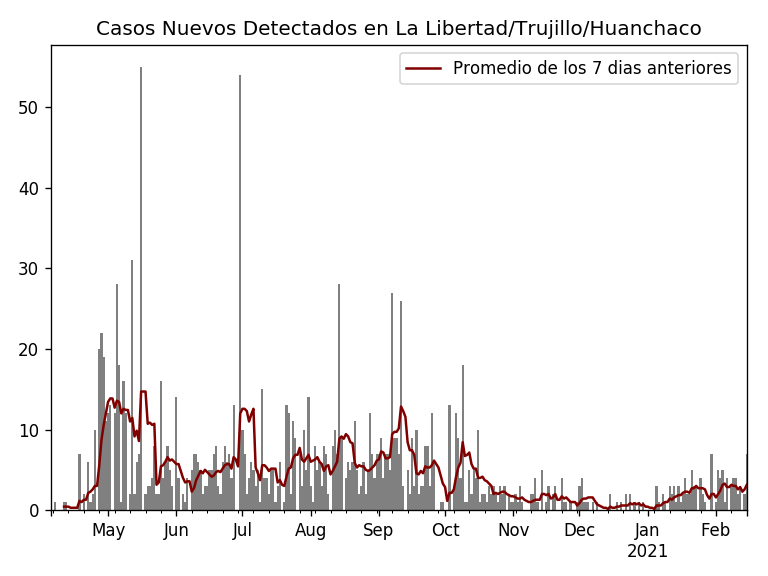 Casos Nuevos Detectados en La Libertad/Trujillo/Huanchaco
Promedio de los 7 dias anteriores
50
40
30
20
10
0
May Jun Jul Aug Sep Oct Nov Dec Jan Feb
2021